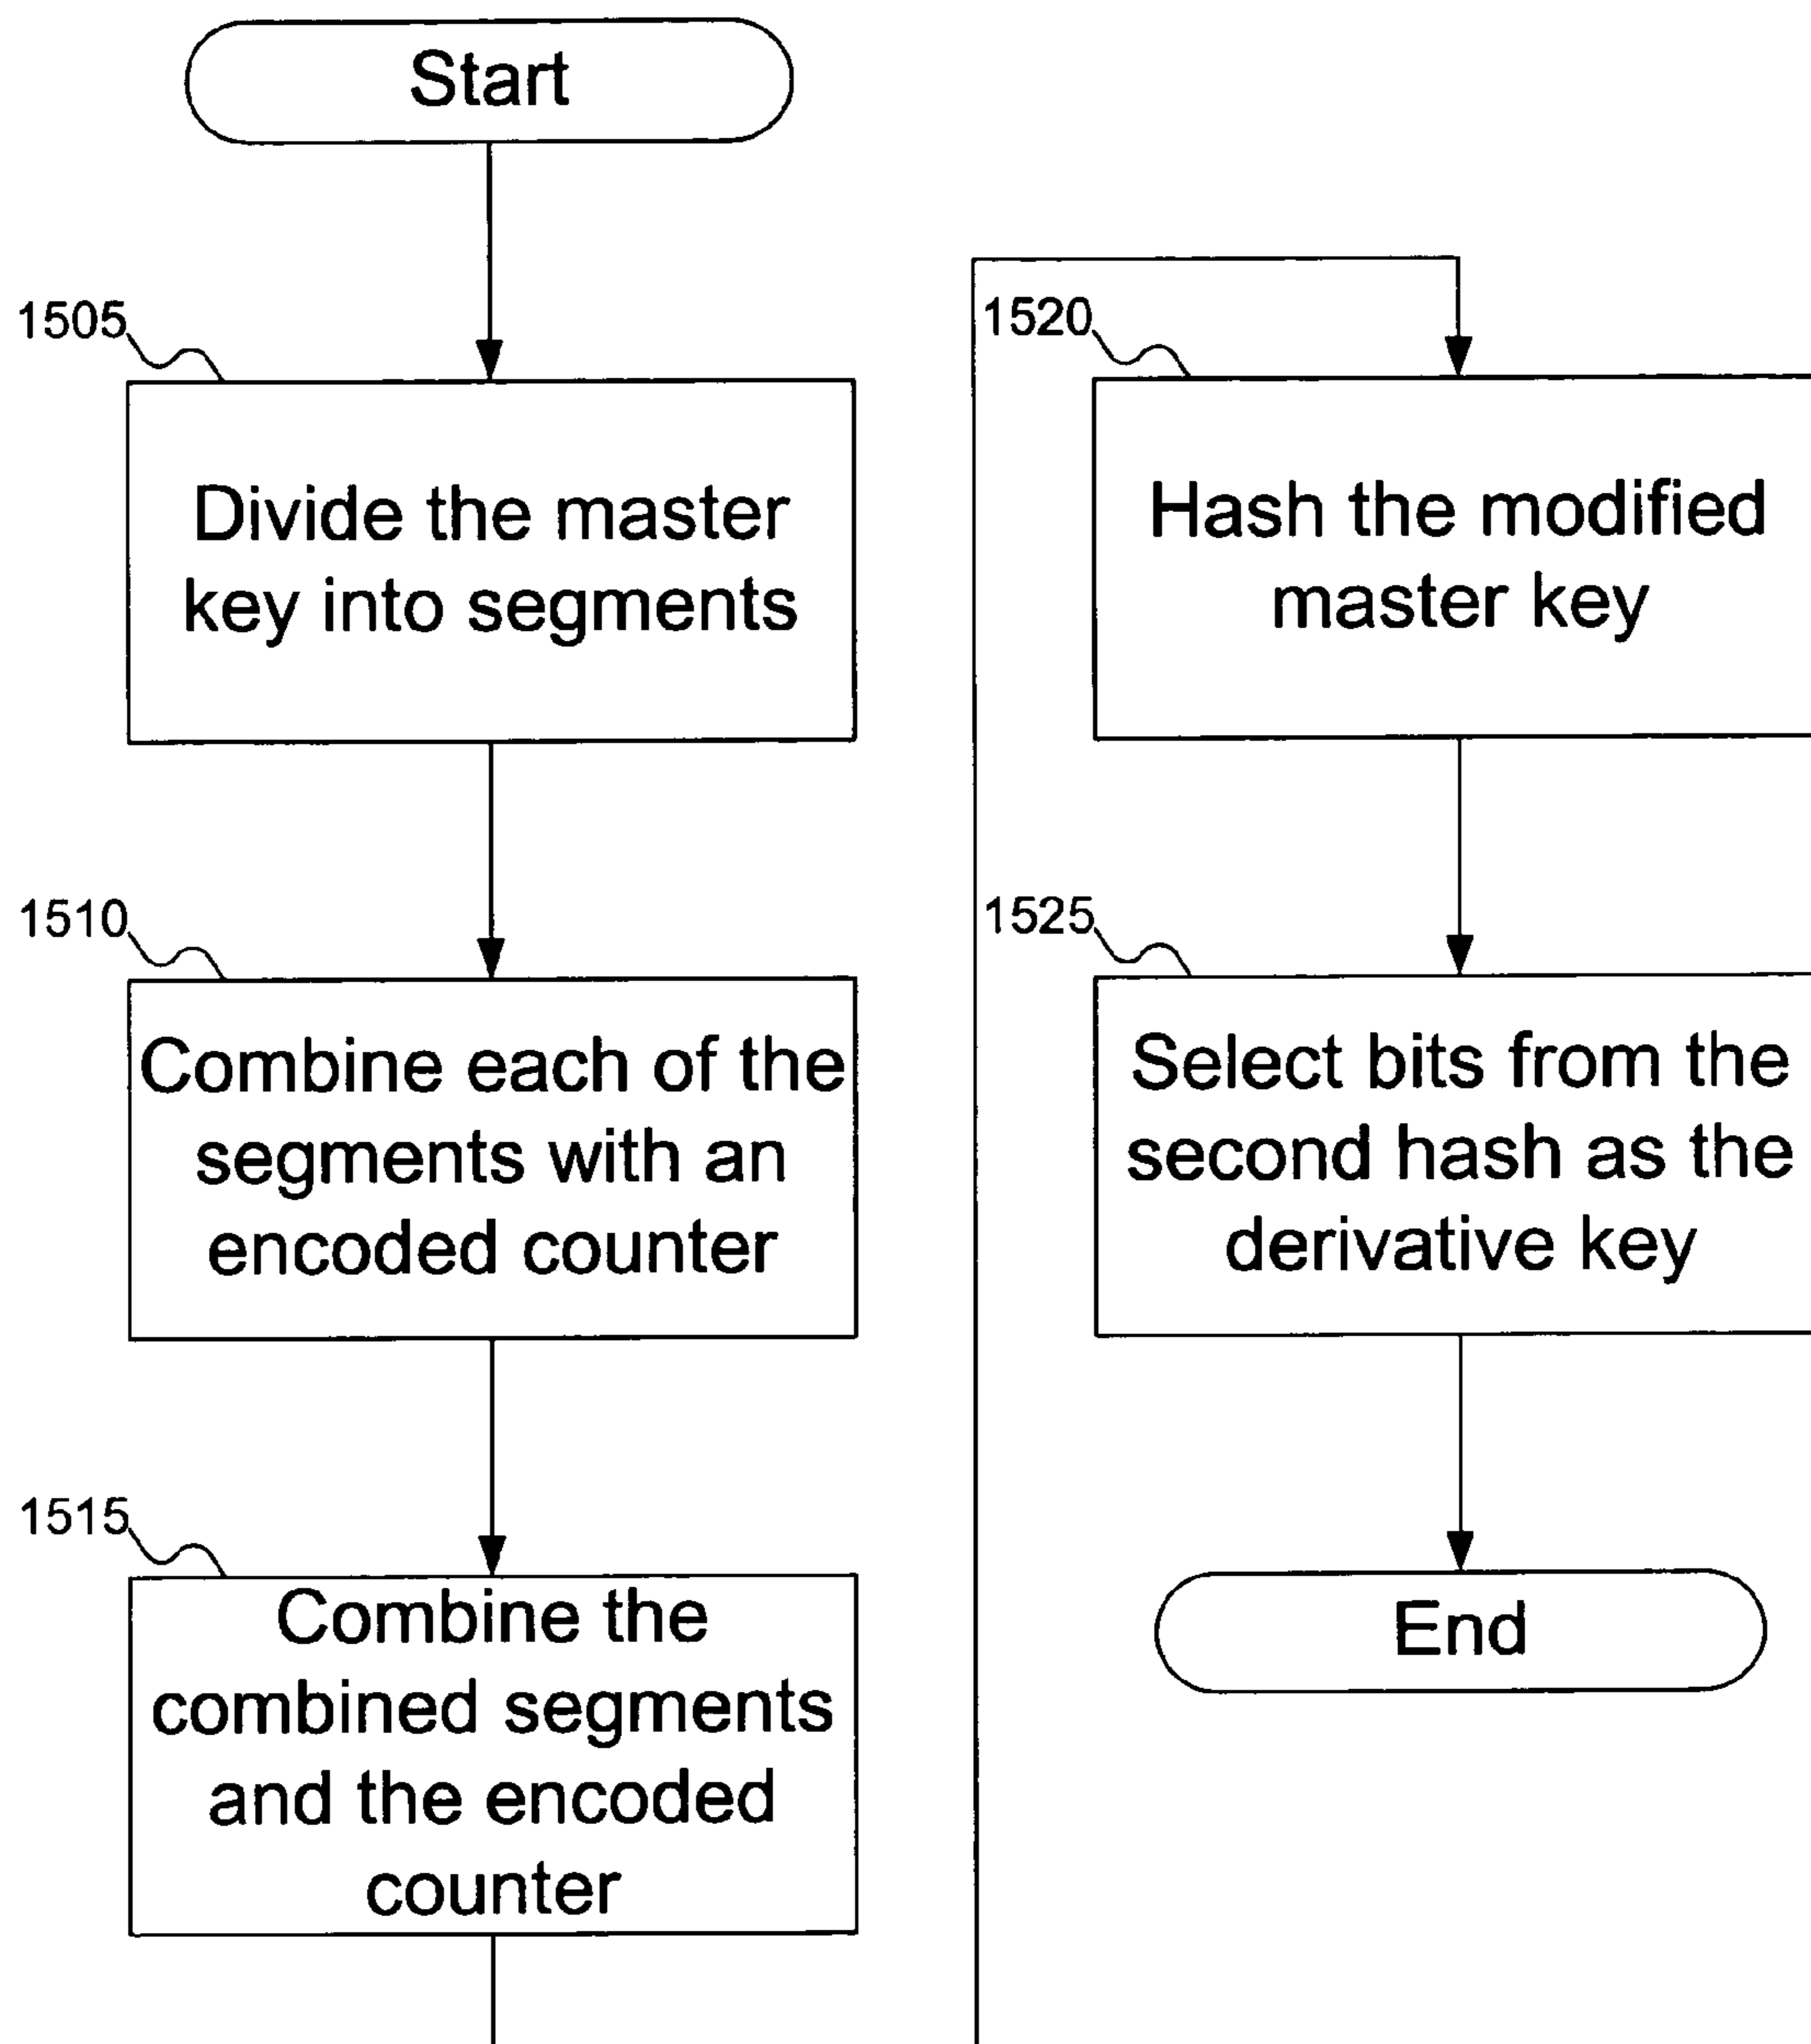 Start
1505
Divide the master
key into segments
1510
Combine each of the
segments with an
encoded counter
1515
Combine the
combined segments
and the encoded
counter
1520
Hash the modified
master key
1525
Select bits from the
second hash as the
derivative key
End